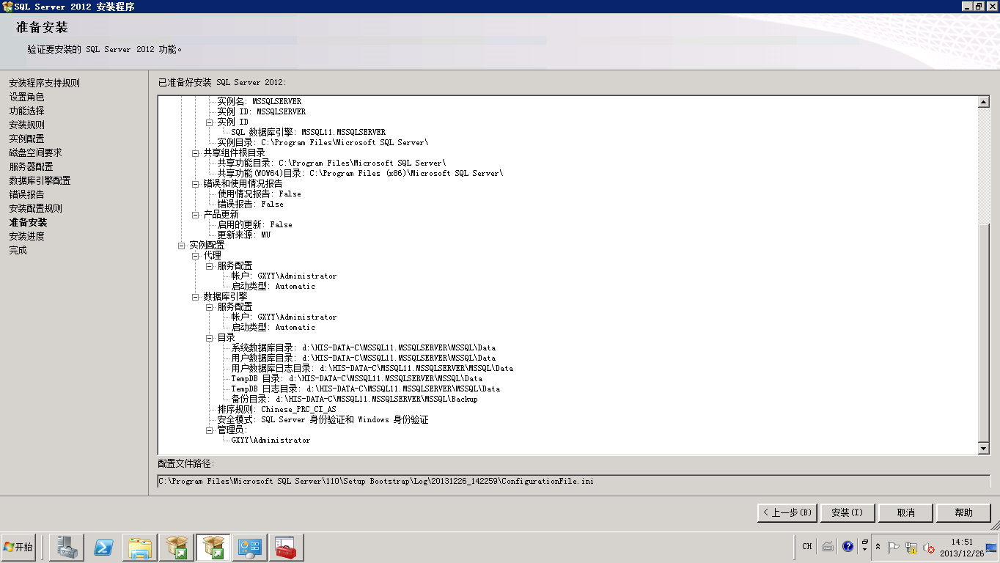 SQL Server 2012 安装程序
准备安装
验证要安装的 SQL Server 2012 功能。
安装程序支持规则
设置角色
功能选择
安装规则
实例配置
磁盘空间要求
服务器配置
数据库引擎配置
错误报告
安装配置规则
准备安装
安装进度
完成
已准备好安装 SQL Server 2012:
实例名: MSSQLSERVER
实例 ID: MSSQLSERVER
实例 ID
SQL 数据库引擎: MSSQL11.MSSQLSERVER
实例目录: C:\Program Files\Microsoft SQL Server\
共享组件根目录
共享功能目录: C:\Program Files\Microsoft SQL Server\
共享功能(WOW64)目录: C:\Program Files (x86)\Microsoft SQL Server\
错误和使用情况报告
使用情况报告: False
错误报告: False
产品更新
启用的更新: False
更新来源: MU
实例配置
代理
服务配置
帐户: GXYY\Administrator
启动类型: Automatic
数据库引擎
服务配置
帐户: GXYY\Administrator
启动类型: Automatic
目录
系统数据库目录: d:\HIS-DATA-C\MSSQL11.MSSQLSERVER\MSSQL\Data
用户数据库目录: d:\HIS-DATA-C\MSSQL11.MSSQLSERVER\MSSQL\Data
用户数据库日志目录: d:\HIS-DATA-C\MSSQL11.MSSQLSERVER\MSSQL\Data
TempDB 目录: d:\HIS-DATA-C\MSSQL11.MSSQLSERVER\MSSQL\Data
TempDB 日志目录: d:\HIS-DATA-C\MSSQL11.MSSQLSERVER\MSSQL\Data
备份目录: d:\HIS-DATA-C\MSSQL11.MSSQLSERVER\MSSQL\Backup
排序规则: Chinese_PRC_CI_AS
安全模式: SQL Server 身份验证和 Windows 身份验证
管理员:
GXYY\Administrator
配置文件路径:
C:\Program Files\Microsoft SQL Server\110\Setup Bootstrap\Log\20131226_142259\ConfigurationFile.ini
< 上一步(B) 安装(I) 取消 帮助
开始 CH 14:51
2013/12/26